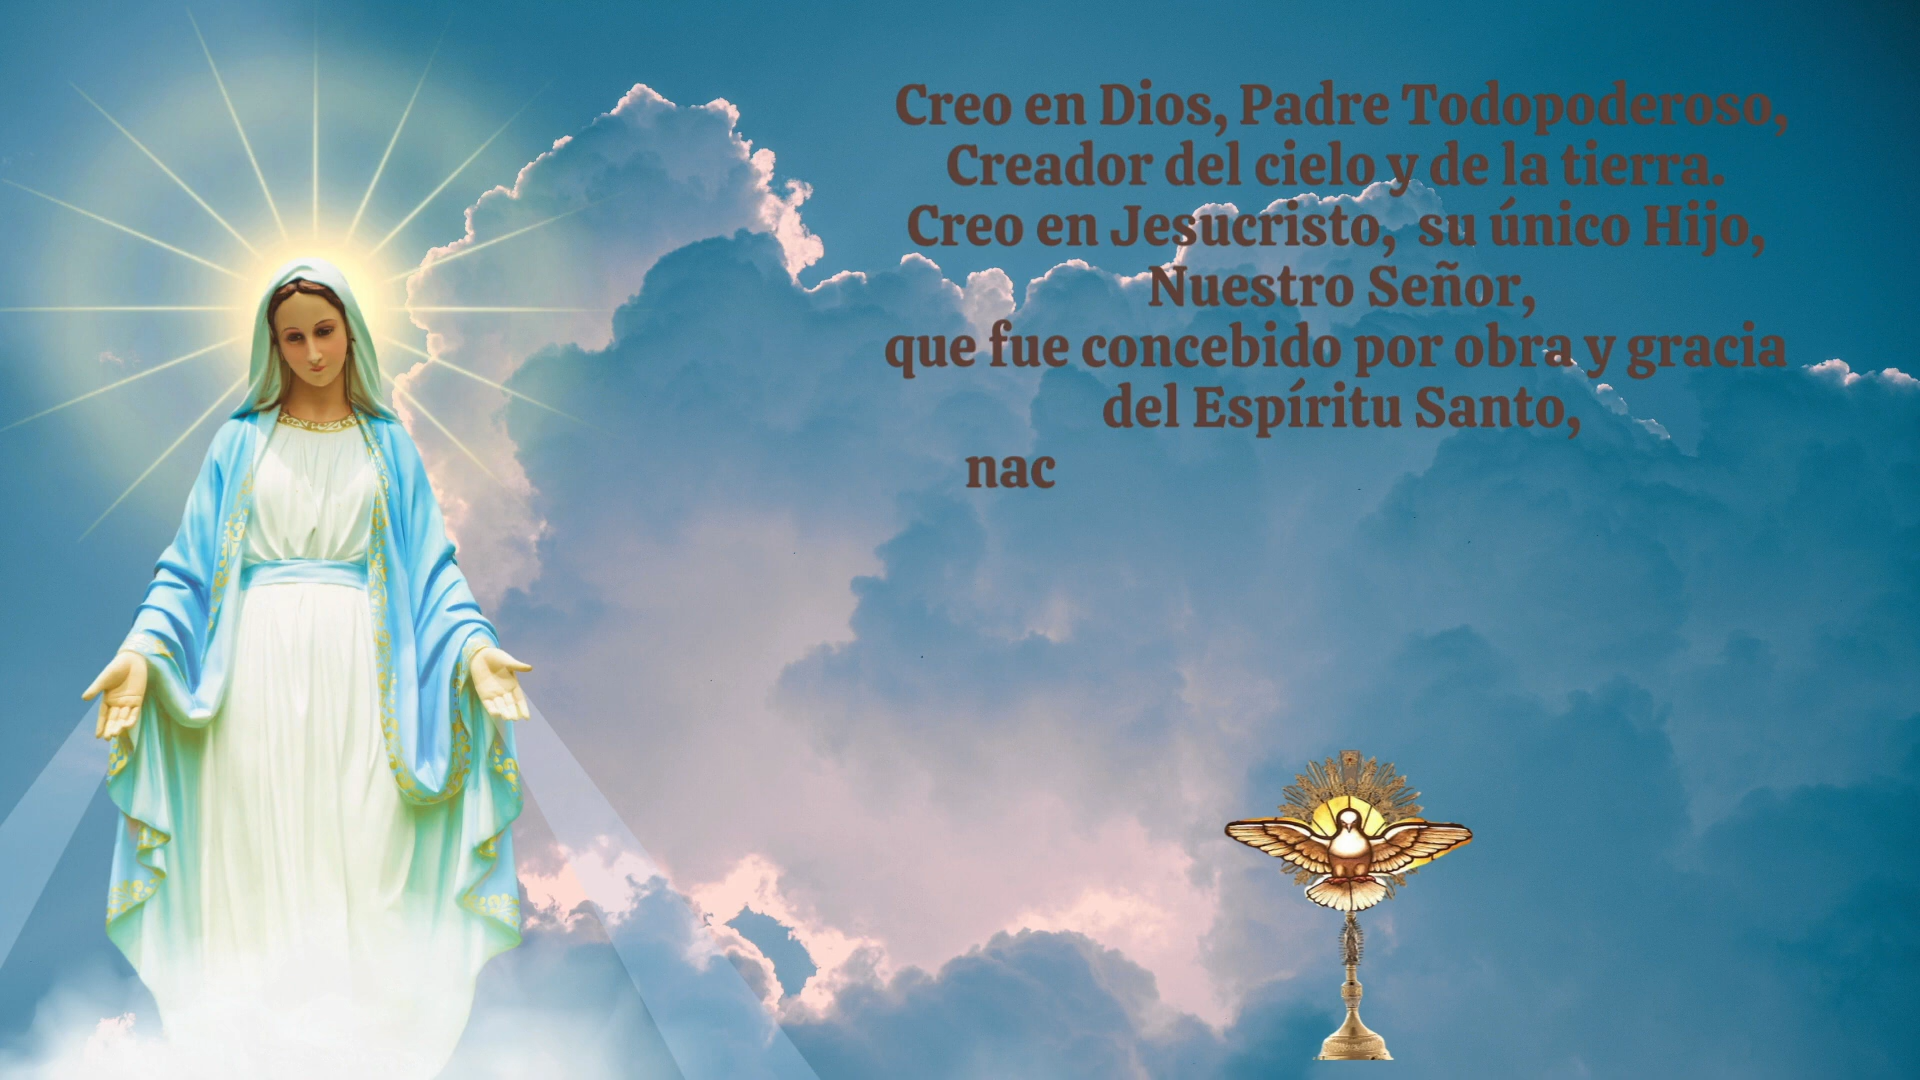 Creo en Dios, Padre Todopoderoso,
Creador del cielo y de la tierra.
Creo en Jesucristo, su único Hijo,
Nuestro Señor,
que fue concebido por obra y gracia
del Espíritu Santo,
nac